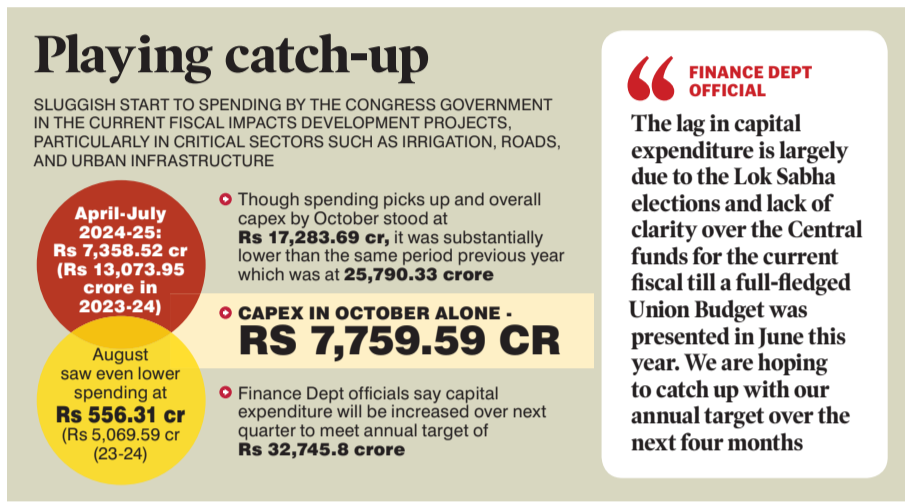 Playing catch-up
SLUGGISH START TO SPENDING BY THE CONGRESS GOVERNMENT
IN THE CURRENT FISCAL IMPACTS DEVELOPMENT PROJECTS,
PARTICULARLY IN CRITICAL SECTORS SUCH AS IRRIGATION, ROADS,
AND URBAN INFRASTRUCTURE
April-July
2024-25:
Rs 7,358.52 cr
(Rs 13,073.95
crore in
2023-24)
August
saw even lower
spending at
Rs 556.31 cr
(Rs 5,069.59 cr
(23-24)
Though spending picks up and overall
capex by October stood at
Rs 17,283.69 cr, it was substantially
lower than the same period previous year
which was at 25,790.33 crore
CAPEX IN OCTOBER ALONE -
RS 7,759.59 CR
Finance Dept officials say capital
expenditure will be increased over next
quarter to meet annual target of
Rs 32,745.8 crore
“
FINANCE DEPT
OFFICIAL
The lag in capital
expenditure is largely
due to the Lok Sabha
elections and lack of
clarity over the Central
funds for the current
fiscal till a full-fledged
Union Budget was
presented in June this
year. We are hoping
to catch up with our
annual target over the
next four months